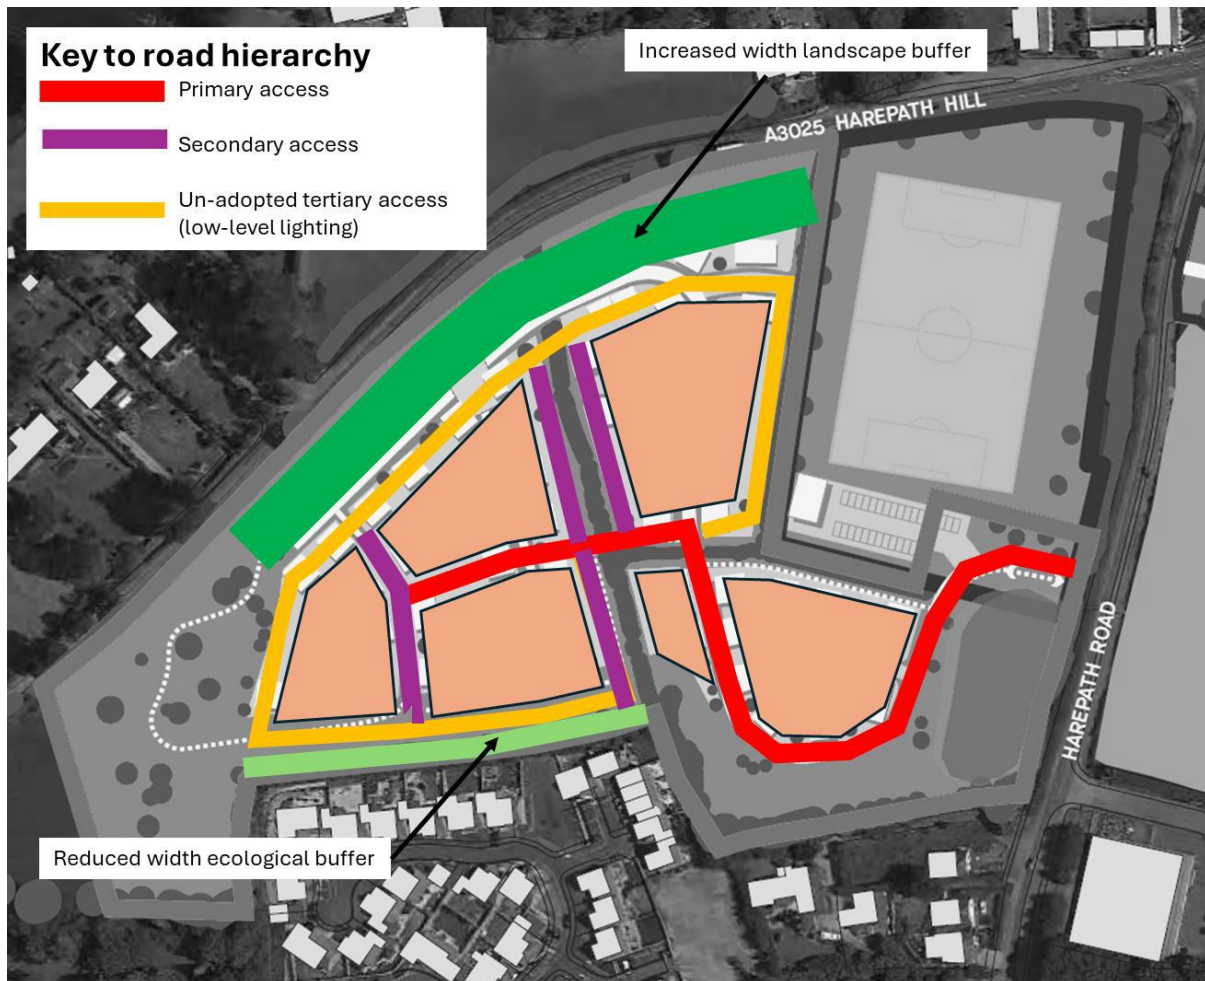 Key to road hierarchy
Primary access
Secondary access
Un-adopted tertiary access
(low-level lighting)
Increased width landscape buffer
A3025 HAREPATH HILL
HAREPATH ROAD
Reduced width ecological buffer